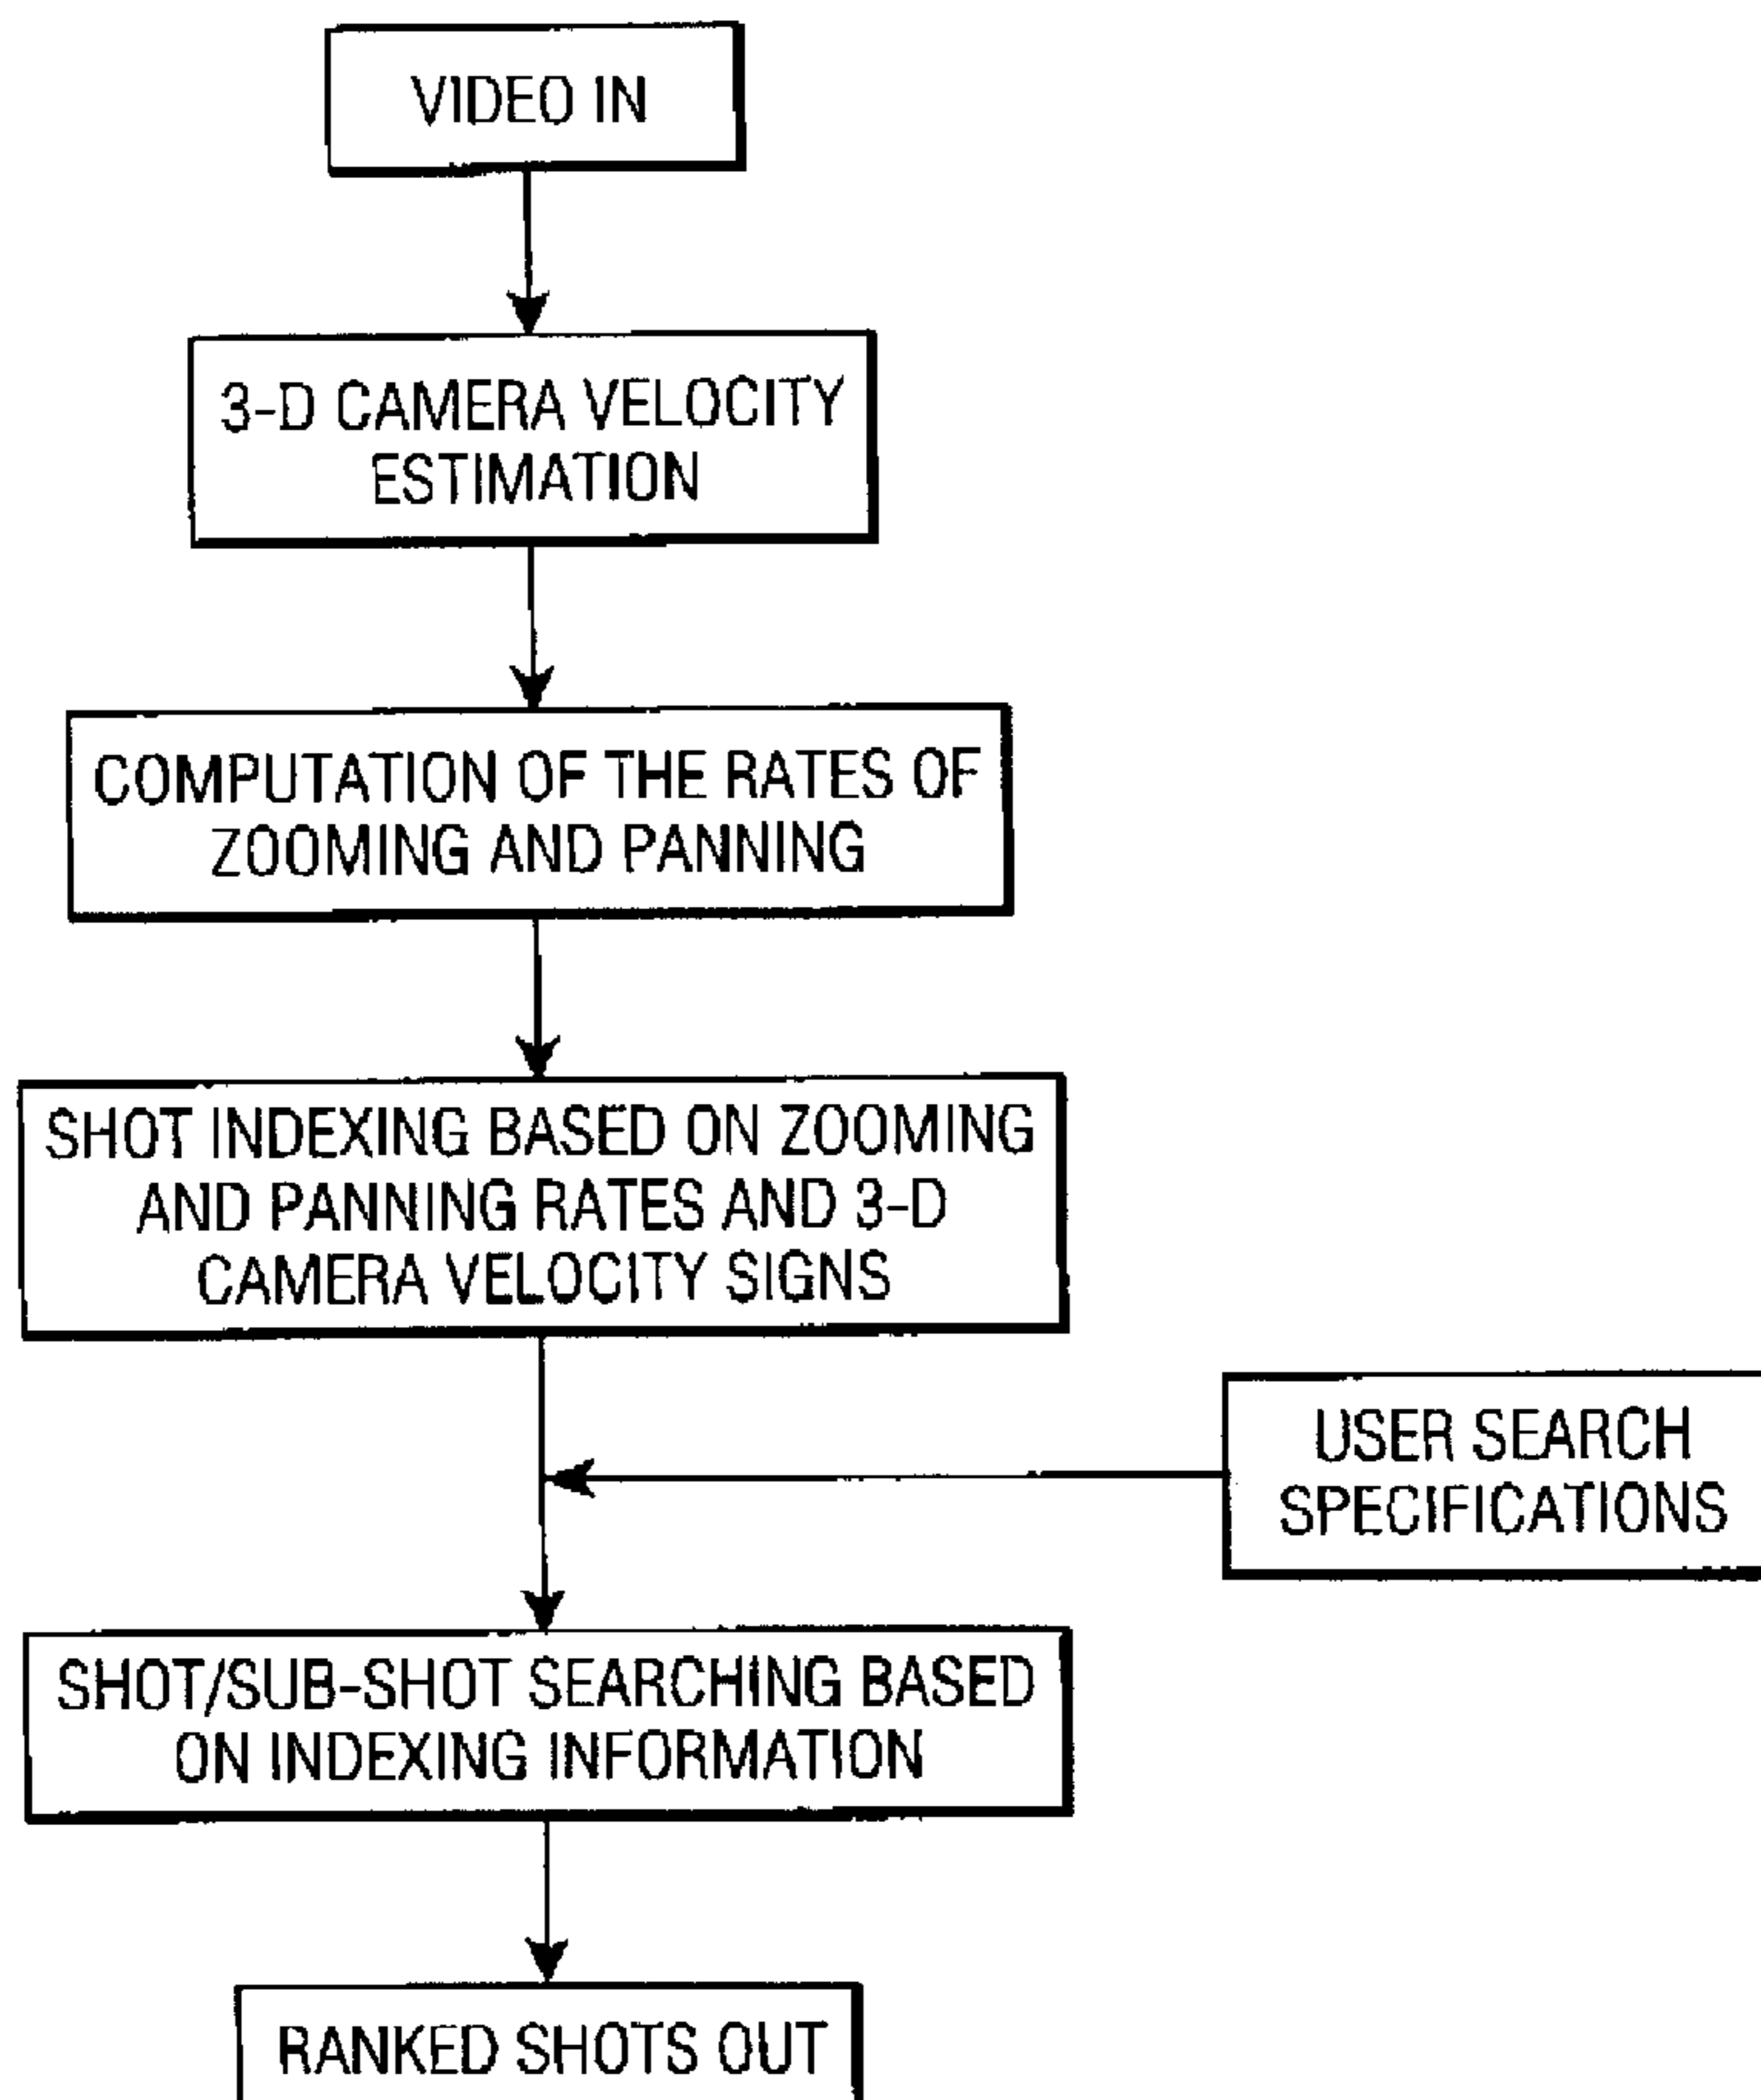 VIDEO IN
3-D CAMERA VELOCITY
ESTIMATION
COMPUTATION OF THE RATES OF
ZOOMING AND PANNING
SHOT INDEXING BASED ON ZOOMING
AND PANNING RATES AND 3-D
CAMERA VELOCITY SIGNS
USER SEARCH
SPECIFICATIONS
SHOT/SUB-SHOT SEARCHING BASED
ON INDEXING INFORMATION
RANKED SHOTS OUT